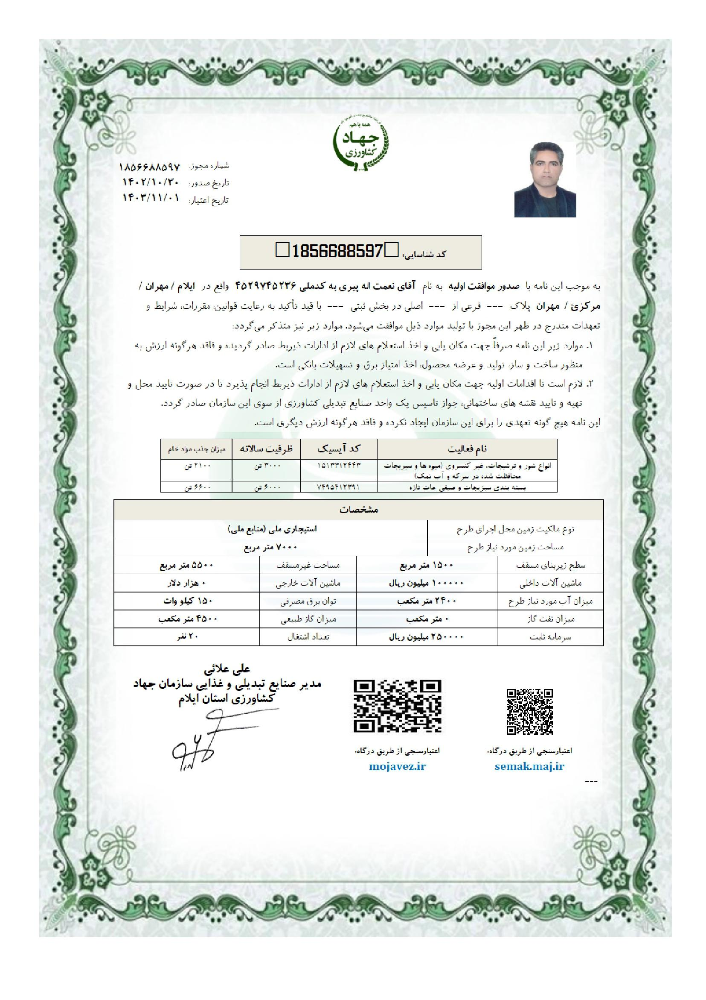 همه با هم
جهاد
کشاورزی
شماره مجوز: ۱۸۵۶۶۸۸۵۹۷
تاریخ صدور: ۱۴۰۲/۱۰/۳۰
تاریخ اعتبار: ۱۴۰۳/۱۱/۰۱
کد شناسایی: 1856688597
به موجب این نامه با صدور موافقت اولیه به نام آقای نعمت اله پیری به کدملی ۴۵۲۹۷۴۵۲۳۶ واقع در ایلام / مهران /
مرکزئ / مهران پلاک --- فرعی از --- اصلی در بخش ثبتی --- با قید تأکید به رعایت قوانین، مقررات، شرایط و
تعهدات مندرج در ظهر این مجوز با تولید موارد ذیل موافقت می‌شود. موارد زیر نیز متذکر می‌گردد:
۱. موارد زیر این نامه صرفاً جهت مکان یابی و اخذ استعلام های لازم از ادارات ذیربط صادر گردیده و فاقد هرگونه ارزش به
منظور ساخت و ساز، تولید و عرضه محصول، اخذ امتیاز برق و تسهیلات بانکی است.
۲. لازم است تا اقدامات اولیه جهت مکان یابی و اخذ استعلام های لازم از ادارات ذیربط انجام پذیرد تا در صورت تایید محل و
تهیه و تایید نقشه های ساختمانی، جواز تاسیس یک واحد صنایع تبدیلی کشاورزی از سوی این سازمان صادر گردد.
این نامه هیچ گونه تعهدی را برای این سازمان ایجاد نکرده و فاقد هرگونه ارزش دیگری است.
نام فعالیت کد آیسیک ظرفیت سالانه میزان جذب مواد خام
انواع شور و ترشیجات، غیر کنسروی (میوه ها و سبزیجات ۱۵۱۳۳۱۲۴۴۳ ۳۰۰۰ تن ۲۱۰۰ تن
محافظت شده در سرکه و آب نمک)
بسته بندی سبزیجات و صیفی جات تازه ۷۴۹۵۴۱۲۳۹۱ ۶۰۰۰ تن ۶۶۰۰ تن
مشخصات
نوع مالکیت زمین محل اجرای طرح استیجاری ملی (منابع ملی)
مساحت زمین مورد نیاز طرح ۷۰۰۰ متر مربع
سطح زیربنای مسقف ۱۵۰۰ متر مربع مساحت غیرمسقف ۵۵۰۰ متر مربع
ماشین آلات داخلی ۱۰۰۰۰۰ میلیون ریال ماشین آلات خارجی ۰ هزار دلار
میزان آب مورد نیاز طرح ۲۴۰۰ متر مکعب توان برق مصرفی ۱۵۰ کیلو وات
میزان نفت گاز ۰ متر مکعب میزان گاز طبیعی ۴۵۰۰ متر مکعب
سرمایه ثابت ۲۵۰۰۰۰ میلیون ریال تعداد اشتغال ۲۰ نفر
علی علائی
مدیر صنایع تبدیلی و غذایی سازمان جهاد
کشاورزی استان ایلام
اعتبارسنجی از طریق درگاه: اعتبارسنجی از طریق درگاه:
semak.maj.ir mojavez.ir
---